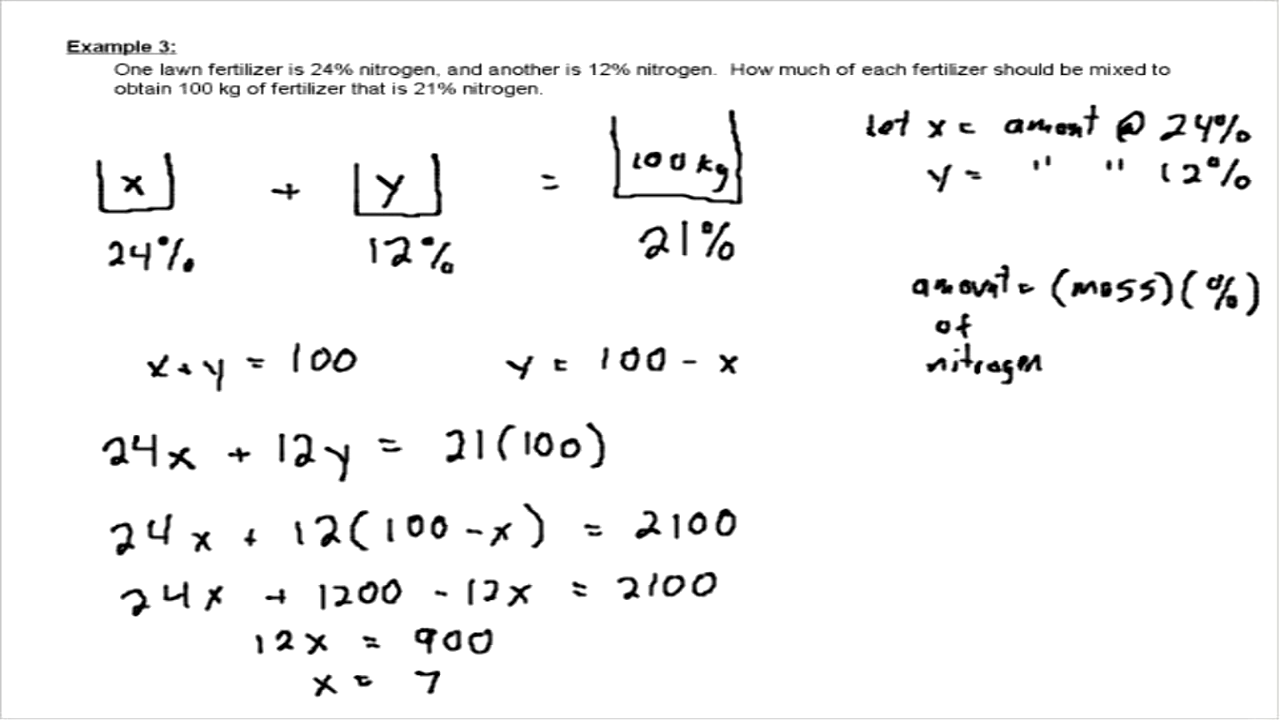 Example 3:
One lawn fertilizer is 24% nitrogen, and another is 12% nitrogen. How much of each fertilizer should be mixed to
obtain 100 kg of fertilizer that is 21% nitrogen.
let x = amont @ 24%
y = " " 12%
x + y = 100 kg
24% 12% 21%
amount = (mass)(%)
of
nitrogen
x + y = 100 y = 100 - x
24x + 12y = 21(100)
24x + 12(100 - x) = 2100
24x + 1200 - 12x = 2100
12x = 900
x = 7